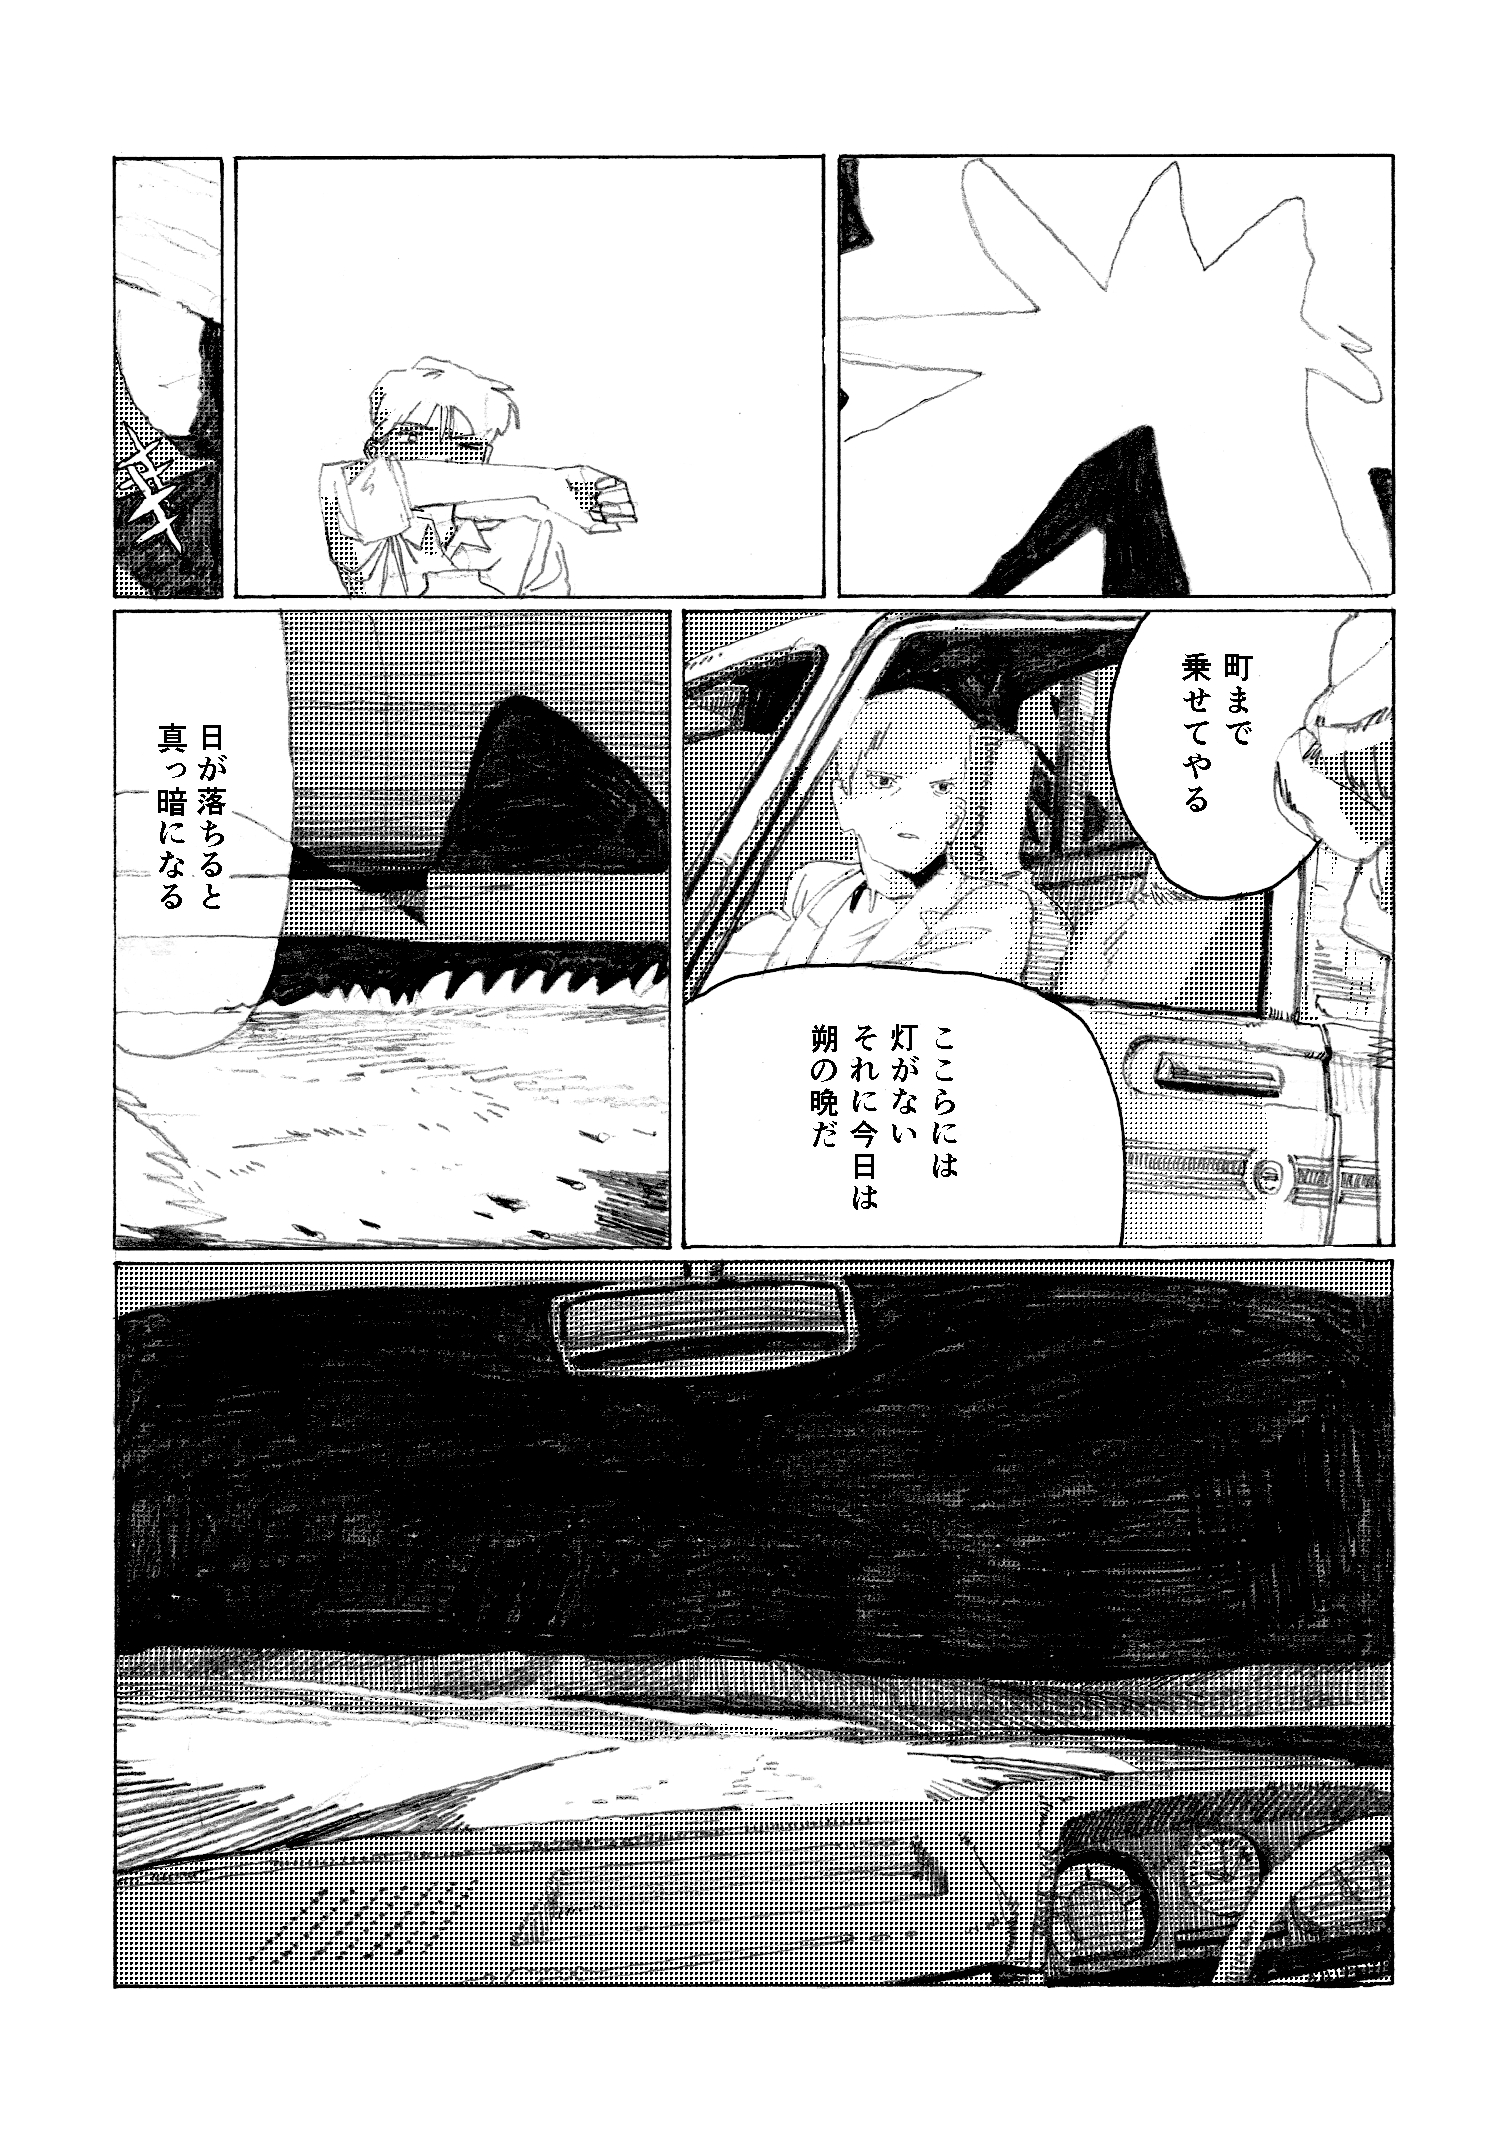 町まで
乗せてやる
ここらには
灯がない
それに今日は
朔の晩だ
日が落ちると
真っ暗になる